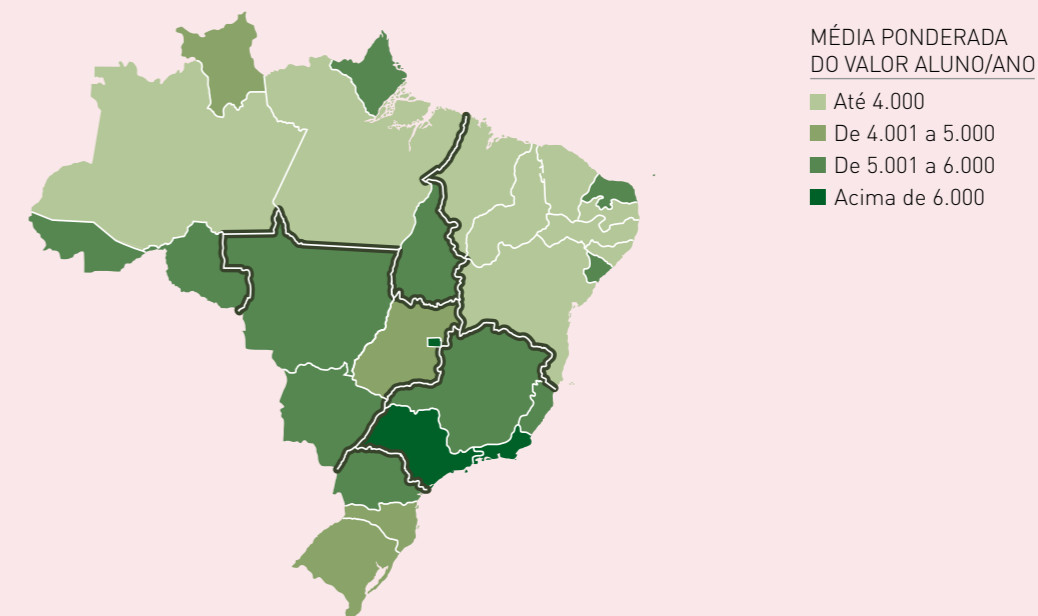 MÉDIA PONDERADA
DO VALOR ALUNO/ANO
Até 4.000
De 4.001 a 5.000
De 5.001 a 6.000
Acima de 6.000